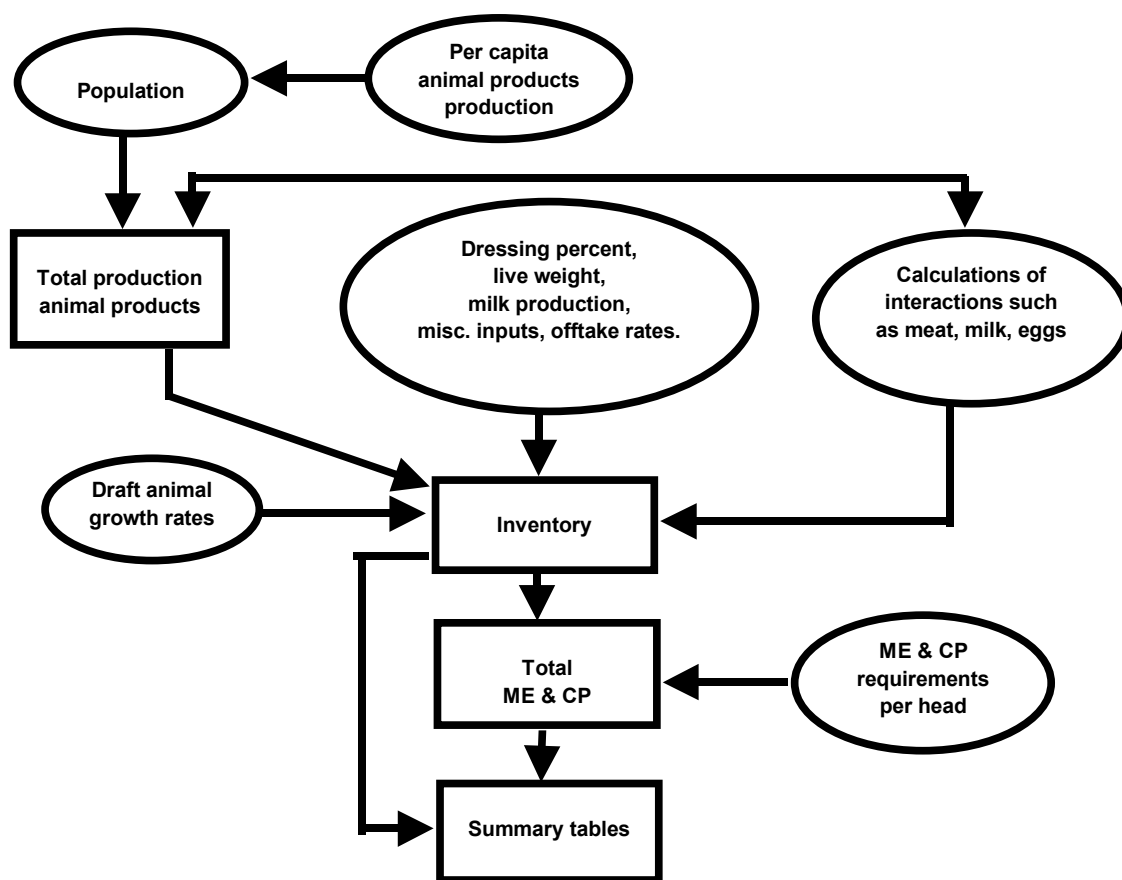 Population
Per capita
animal products
production
Total production
animal products
Dressing percent,
live weight,
milk production,
misc. inputs, offtake rates.
Calculations of
interactions such
as meat, milk, eggs
Draft animal
growth rates
Inventory
Total
ME & CP
ME & CP
requirements
per head
Summary tables